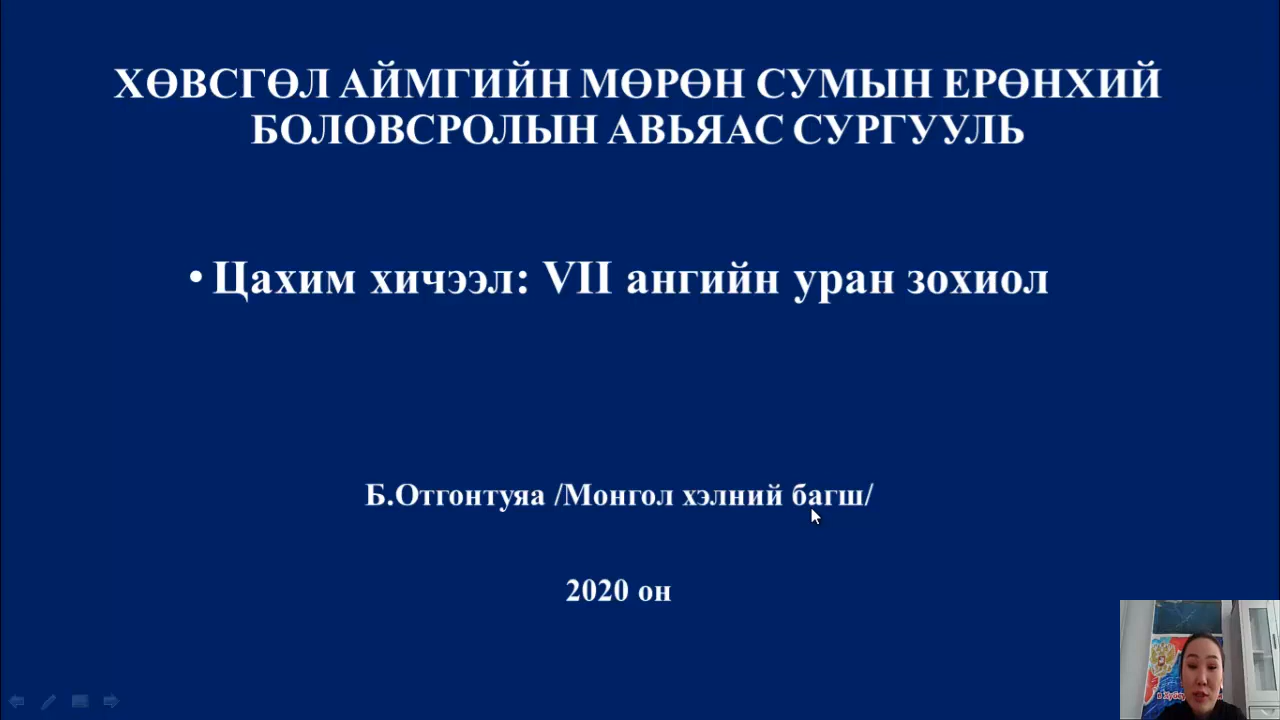 ХӨВСГӨЛ АЙМГИЙН МӨРӨН СУМЫН ЕРӨНХИЙ
БОЛОВСРОЛЫН АВЬЯАС СУРГУУЛЬ
• Цахим хичээл: VII ангийн уран зохиол
Б.Отгонтуяа /Монгол хэлний багш/
2020 он